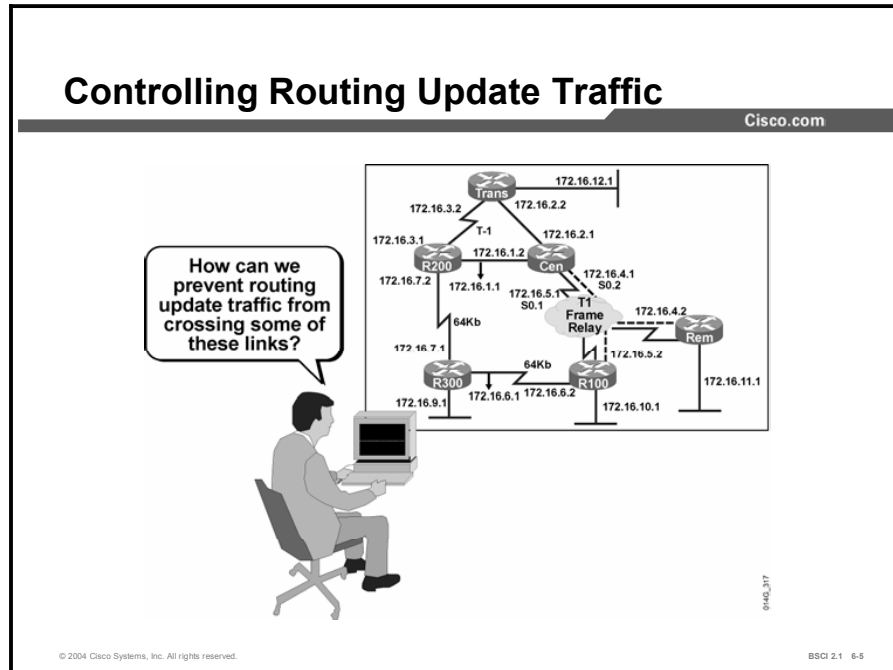 Controlling Routing Update Traffic
Cisco.com
How can we
prevent routing
update traffic from
crossing some of
these links?
Trans
172.16.12.1
172.16.3.2
172.16.2.2
T-1
172.16.3.1
172.16.1.2
172.16.2.1
R200
Cen
172.16.7.2
172.16.1.1
172.16.5.1
S0.1
172.16.4.1
S0.2
T1
Frame
Relay
172.16.4.2
Rem
64Kb
172.16.7.1
64Kb
172.16.5.2
R300
R100
172.16.11.1
172.16.9.1
172.16.6.1
172.16.6.2
172.16.10.1
014G_317
© 2004 Cisco Systems, Inc. All rights reserved.
BSCI 2.1 6-5